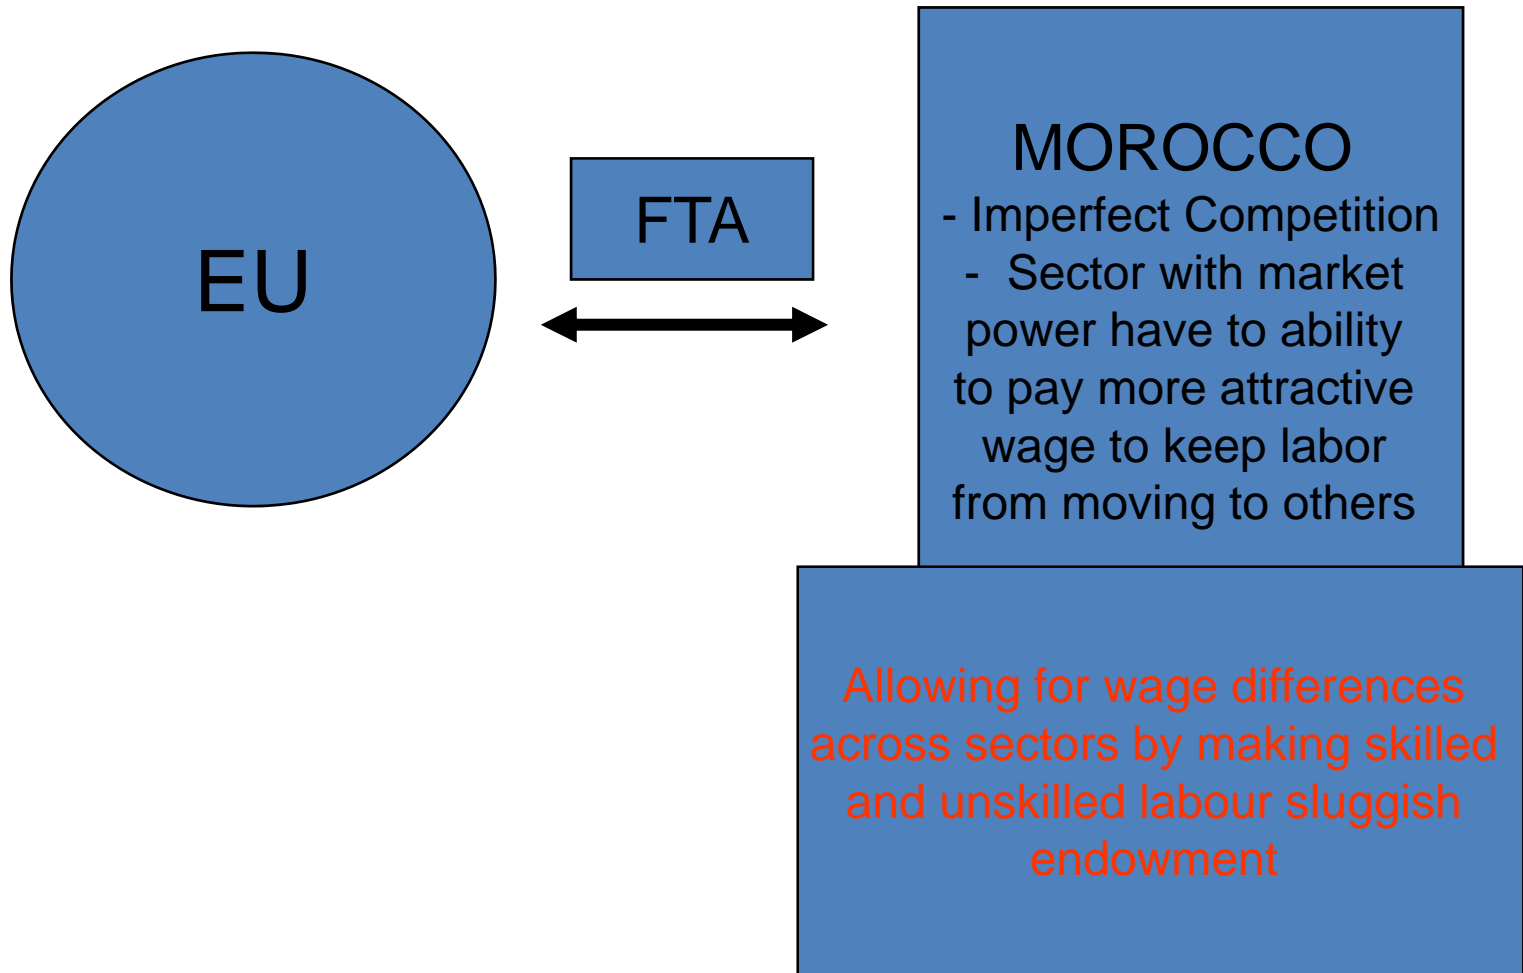 EU
FTA
MOROCCO
- Imperfect Competition
- Sector with market
power have to ability
to pay more attractive
wage to keep labor
from moving to others
Allowing for wage differences
across sectors by making skilled
and unskilled labour sluggish
endowment